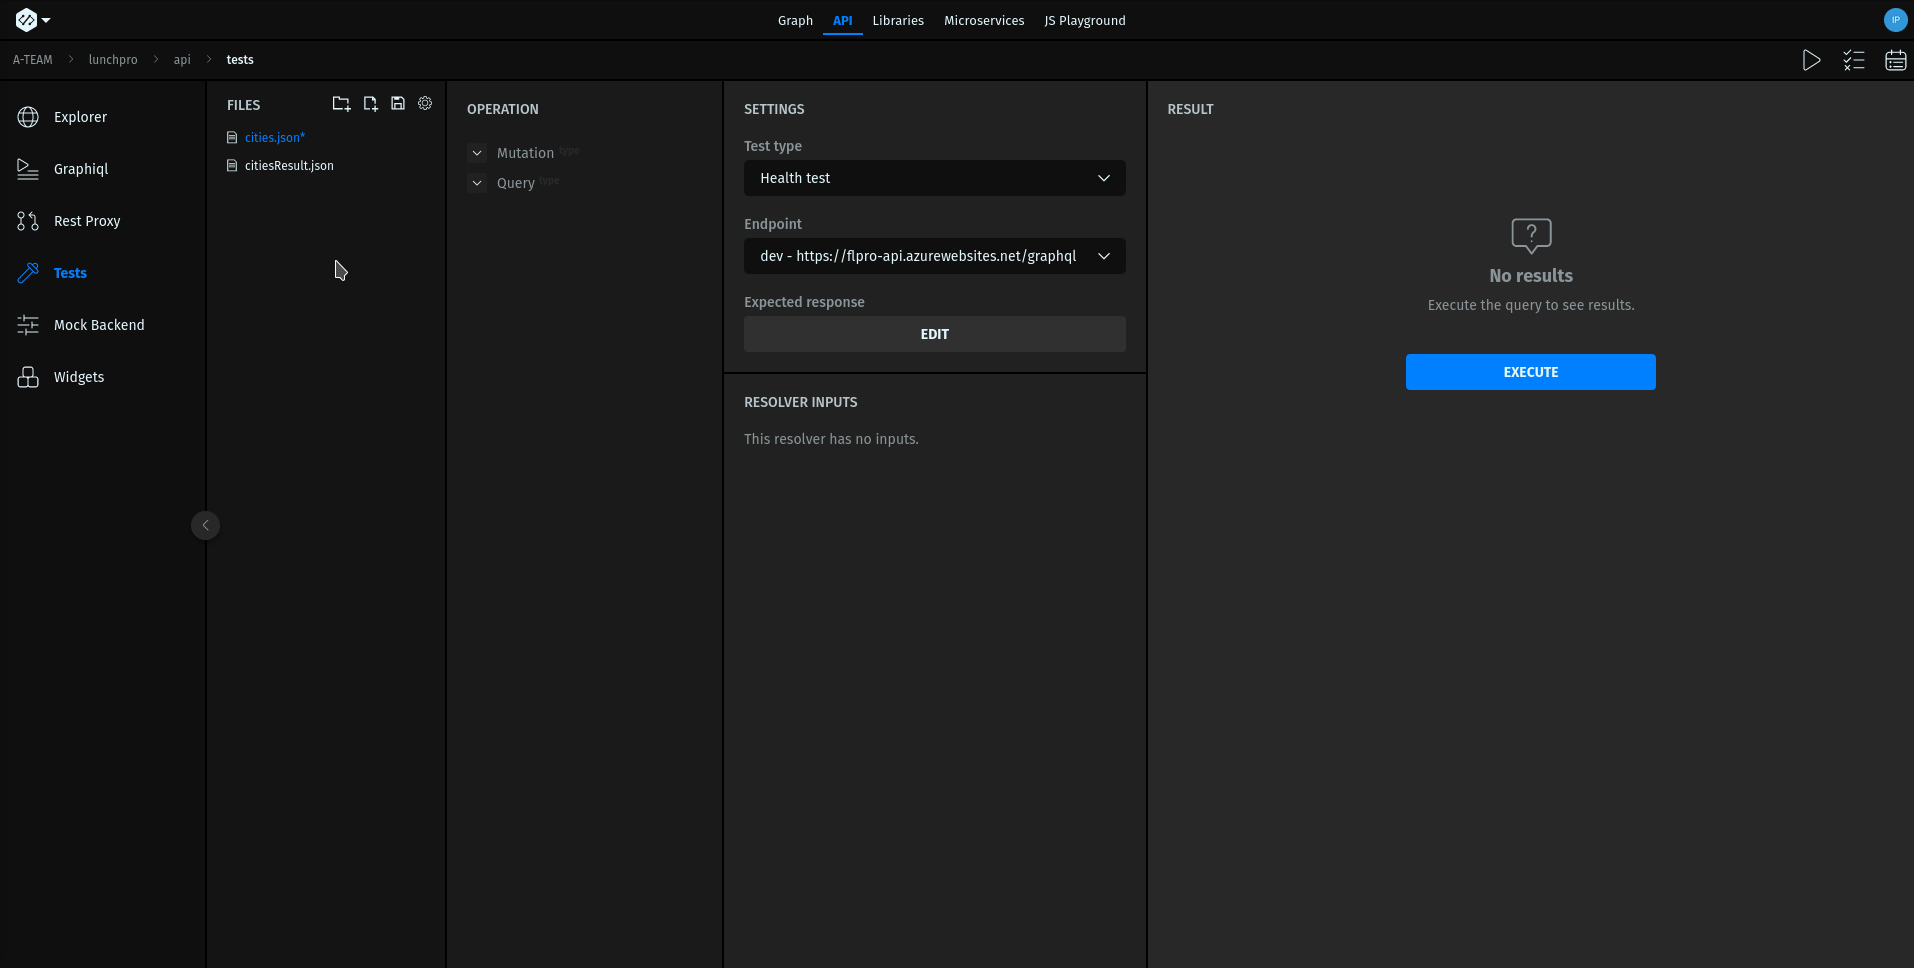 Graph API Libraries Microservices JS Playground
IP
A-TEAM > lunchpro > api > tests
Explorer
Graphiql
Rest Proxy
Tests
Mock Backend
Widgets
FILES
cities.json*
citiesResult.json
OPERATION
Mutation type
Query type
SETTINGS
Test type
Health test
Endpoint
dev - https://flpro-api.azurewebsites.net/graphql
Expected response
EDIT
RESOLVER INPUTS
This resolver has no inputs.
RESULT
No results
Execute the query to see results.
EXECUTE